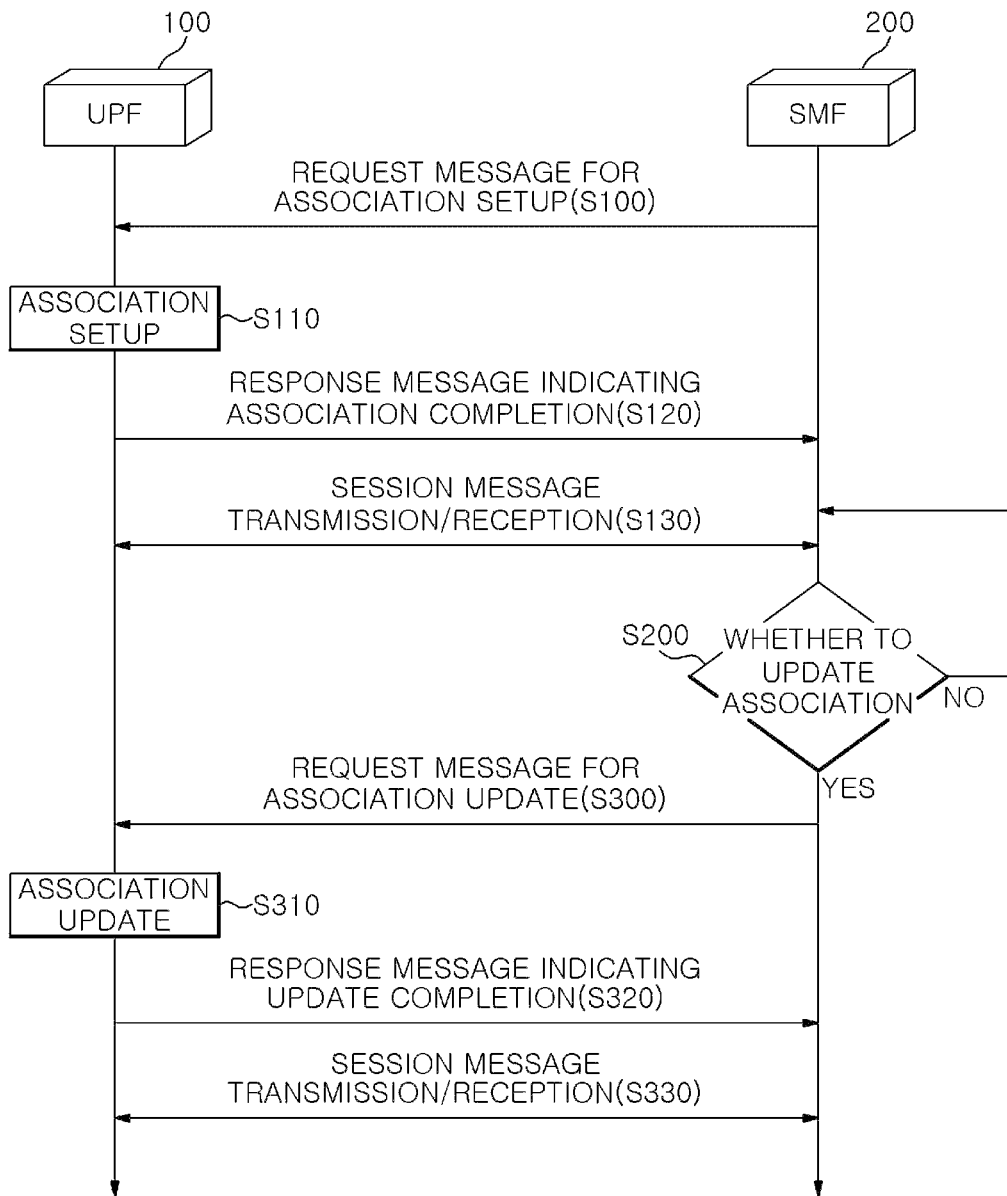 100
200
UPF
SMF
REQUEST MESSAGE FOR
ASSOCIATION SETUP(S100)
ASSOCIATION
SETUP
S110
RESPONSE MESSAGE INDICATING
ASSOCIATION COMPLETION(S120)
SESSION MESSAGE
TRANSMISSION/RECEPTION(S130)
S200
WHETHER TO
UPDATE
ASSOCIATION
NO
YES
REQUEST MESSAGE FOR
ASSOCIATION UPDATE(S300)
ASSOCIATION
UPDATE
S310
RESPONSE MESSAGE INDICATING
UPDATE COMPLETION(S320)
SESSION MESSAGE
TRANSMISSION/RECEPTION(S330)